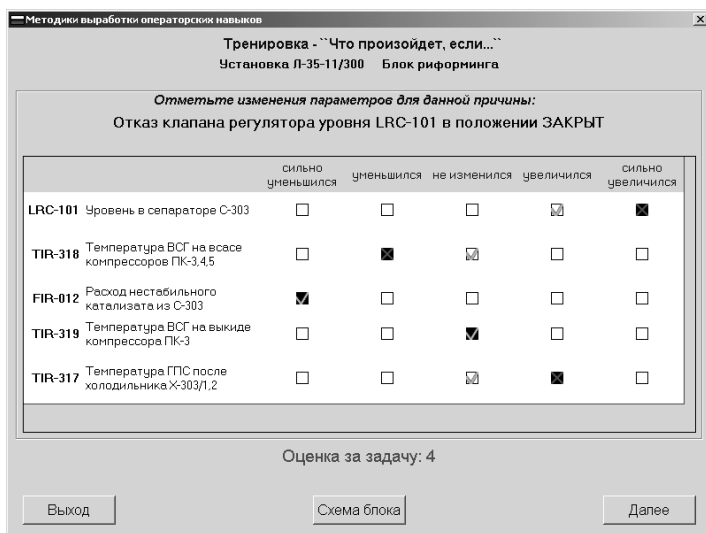 Методики выработки операторских навыков
Тренировка - ``Что произойдет, если...``
Установка Л-35-11/300 Блок риформинга
Отметьте изменения параметров для данной причины:
Отказ клапана регулятора уровня LRC-101 в положении ЗАКРЫТ
сильно уменьшился уменьшился не изменился увеличился сильно увеличился
LRC-101 Уровень в сепараторе С-303
TIR-318 Температура ВСГ на всасе
компрессоров ПК-3,4,5
FIR-012 Расход нестабильного
катализата из С-303
TIR-319 Температура ВСГ на выкиде
компрессора ПК-3
TIR-317 Температура ГПС после
холодильника Х-303/1,2
Оценка за задачу: 4
Выход Схема блока Далее